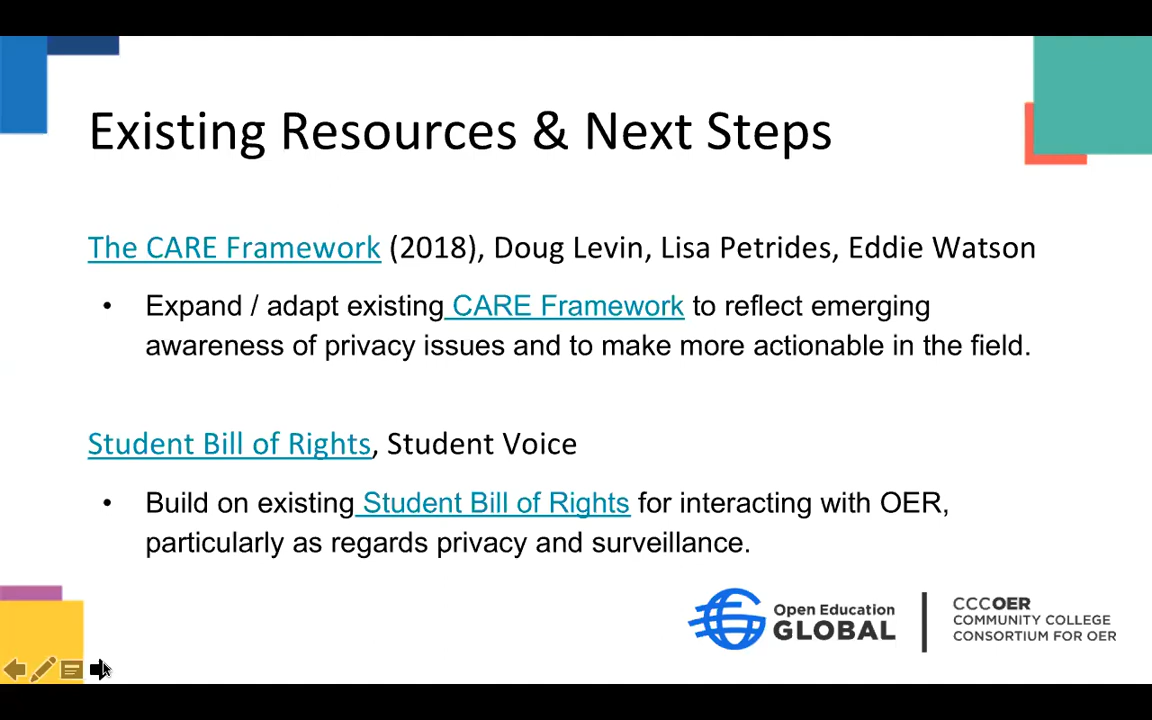 Existing Resources & Next Steps
The CARE Framework (2018), Doug Levin, Lisa Petrides, Eddie Watson
• Expand / adapt existing CARE Framework to reflect emerging
awareness of privacy issues and to make more actionable in the field.
Student Bill of Rights, Student Voice
• Build on existing Student Bill of Rights for interacting with OER,
particularly as regards privacy and surveillance.
Open Education
GLOBAL
CCCOER
COMMUNITY COLLEGE
CONSORTIUM FOR OER